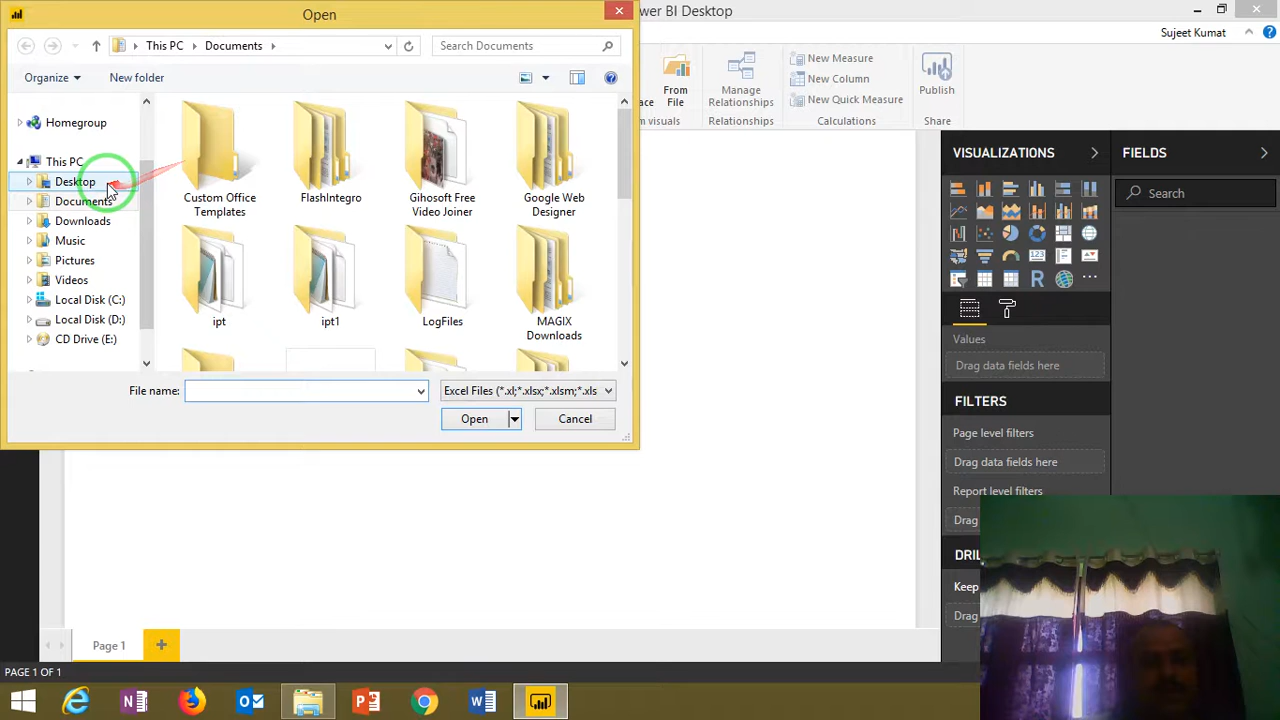 Open
wer BI Desktop
Sujeet Kumat
This PC
Documents
Search Documents
Organize
New folder
Homegroup
This PC
Desktop
Documents
Downloads
Music
Pictures
Videos
Local Disk (C:)
Local Disk (D:)
CD Drive (E:)
Custom Office
Templates
FlashIntegro
Gihosoft Free
Video Joiner
Google Web
Designer
ipt
ipt1
LogFiles
MAGIX
Downloads
File name:
Excel Files (*.xl;*.xlsx;*.xlsm;*.xls
Open
Cancel
ace
From
File
m visuals
Manage
Relationships
Relationships
New Measure
New Column
New Quick Measure
Calculations
Publish
Share
VISUALIZATIONS
R
Values
Drag data fields here
FILTERS
Page level filters
Drag data fields here
Report level filters
Drag
DRI
Keep
Drag
FIELDS
Search
Page 1
PAGE 1 OF 1